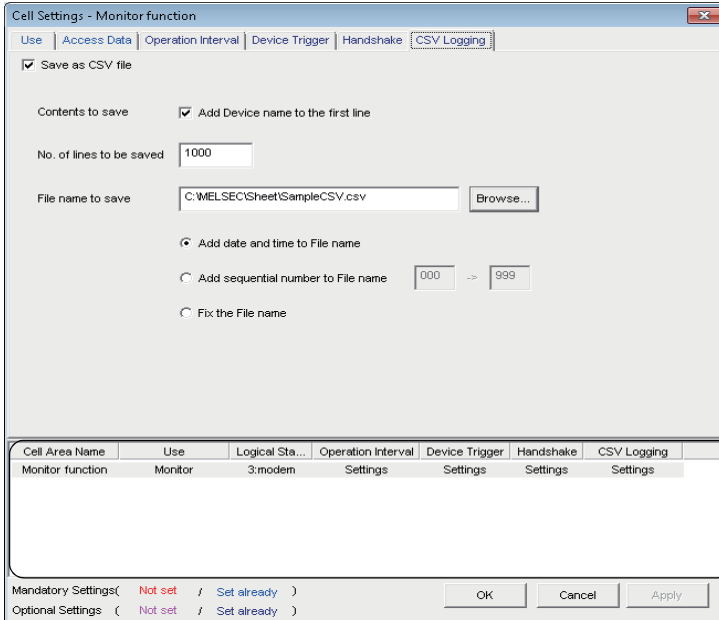 Cell Settings - Monitor function
Use Access Data Operation Interval Device Trigger Handshake CSV Logging
Save as CSV file
Contents to save Add Device name to the first line
No. of lines to be saved 1000
File name to save C:\MELSEC\Sheet\SampleCSV.csv Browse...
Add date and time to File name
Add sequential number to File name 000 -> 999
Fix the File name
Cell Area Name Use Logical Sta... Operation Interval Device Trigger Handshake CSV Logging
Monitor function Monitor 3:modem Settings Settings Settings Settings
Mandatory Settings( Not set / Set already ) OK Cancel Apply
Optional Settings ( Not set / Set already )